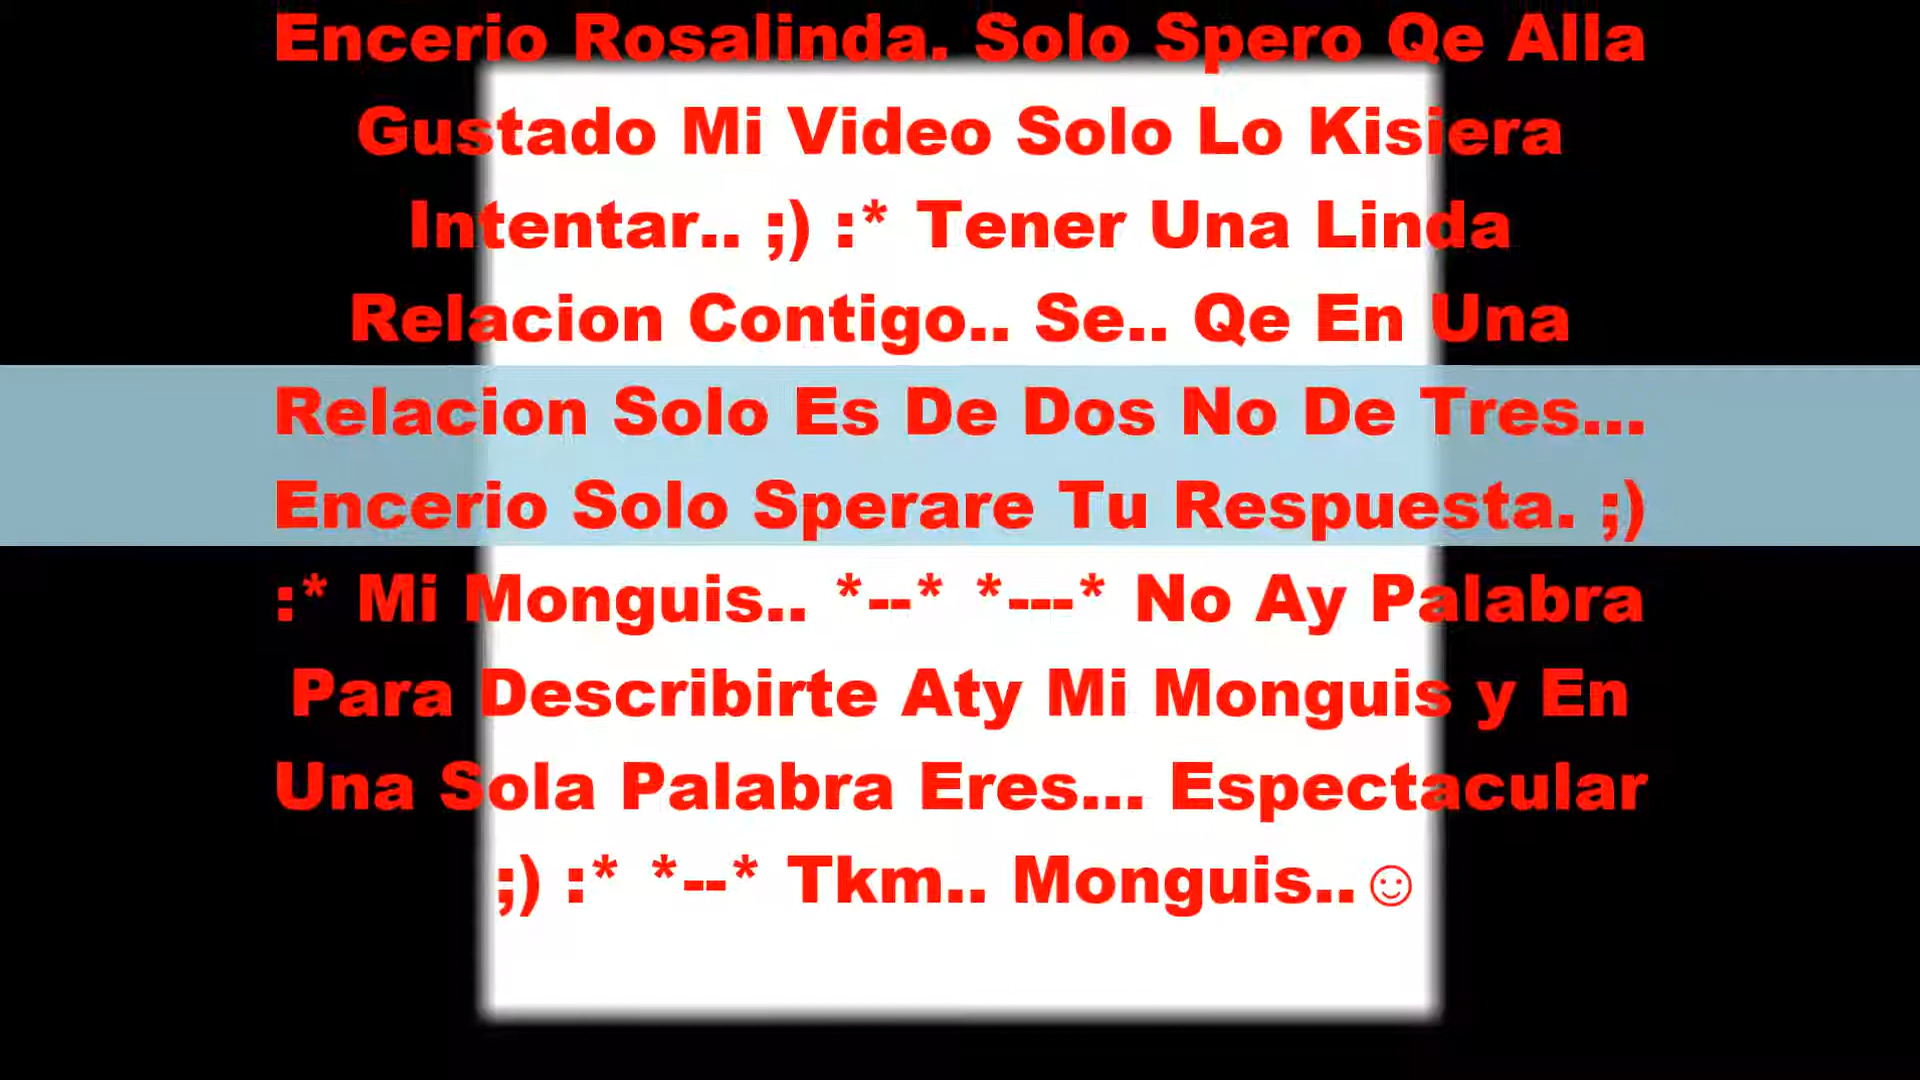 Encerio Rosalinda. Solo Spero Qe Alla
Gustado Mi Video Solo Lo Kisiera
Intentar.. ;) :* Tener Una Linda
Relacion Contigo.. Se.. Qe En Una
Relacion Solo Es De Dos No De Tres...
Encerio Solo Sperare Tu Respuesta. ;)
:* Mi Monguis.. *--* *---* No Ay Palabra
Para Describirte Aty Mi Monguis y En
Una Sola Palabra Eres... Espectacular
;) :* *--* Tkm.. Monguis..☺